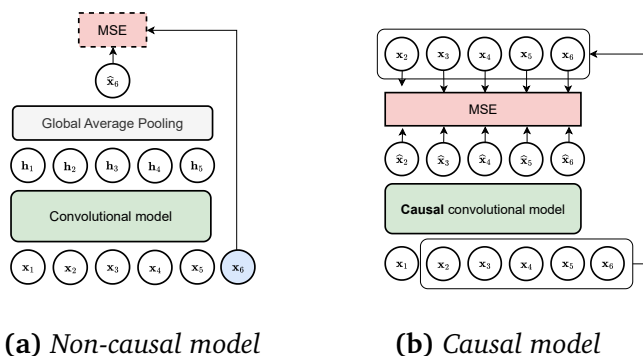 MSE
x̂₆
Global Average Pooling
h₁ h₂ h₃ h₄ h₅
Convolutional model
x₁ x₂ x₃ x₄ x₅ x₆
(a) Non-causal model
x₂ x₃ x₄ x₅ x₆
MSE
x̂₂ x̂₃ x̂₄ x̂₅ x̂₆
Causal convolutional model
x₁ x₂ x₃ x₄ x₅ x₆
(b) Causal model